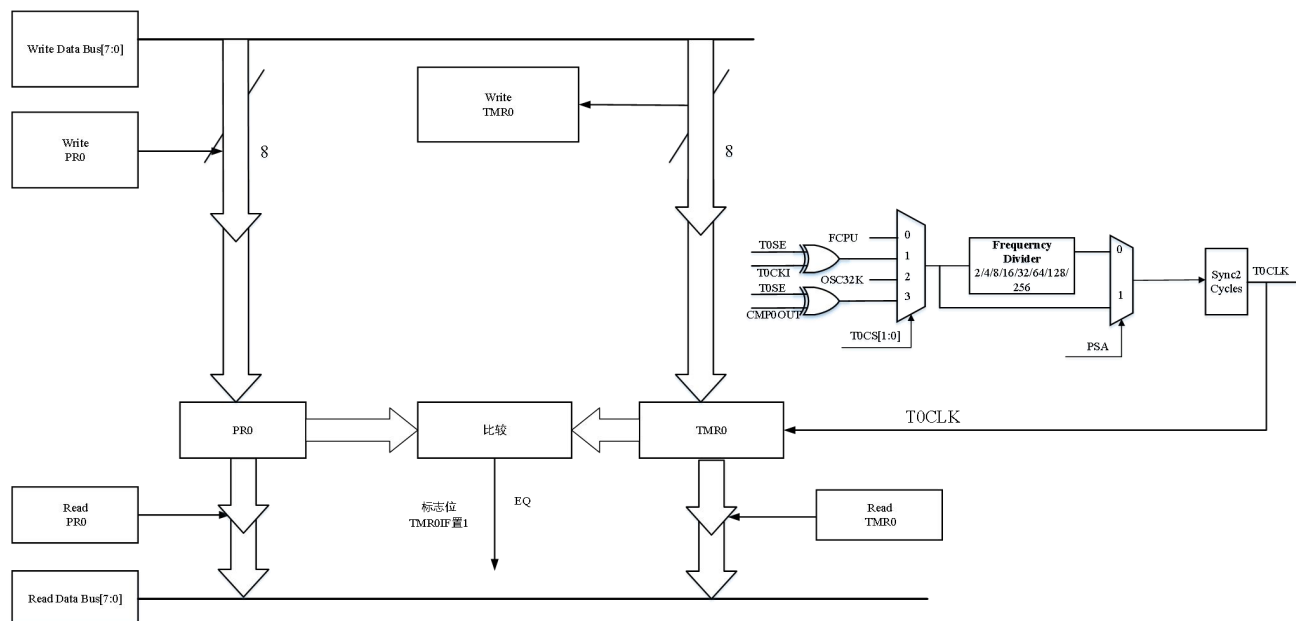 Write Data Bus[7:0]
Write
TMR0
Write
PR0
8
8
FCPU
T0SE
T0CKI
OSC32K
T0SE
CMP0OUT
0
1
2
3
T0CS[1:0]
Frequerncy
Divider
2/4/8/16/32/64/128/
256
0
1
PSA
Sync2
Cycles
T0CLK
T0CLK
PR0
比较
TMR0
Read
PR0
标志位
TMR0IF置1
EQ
Read
TMR0
Read Data Bus[7:0]